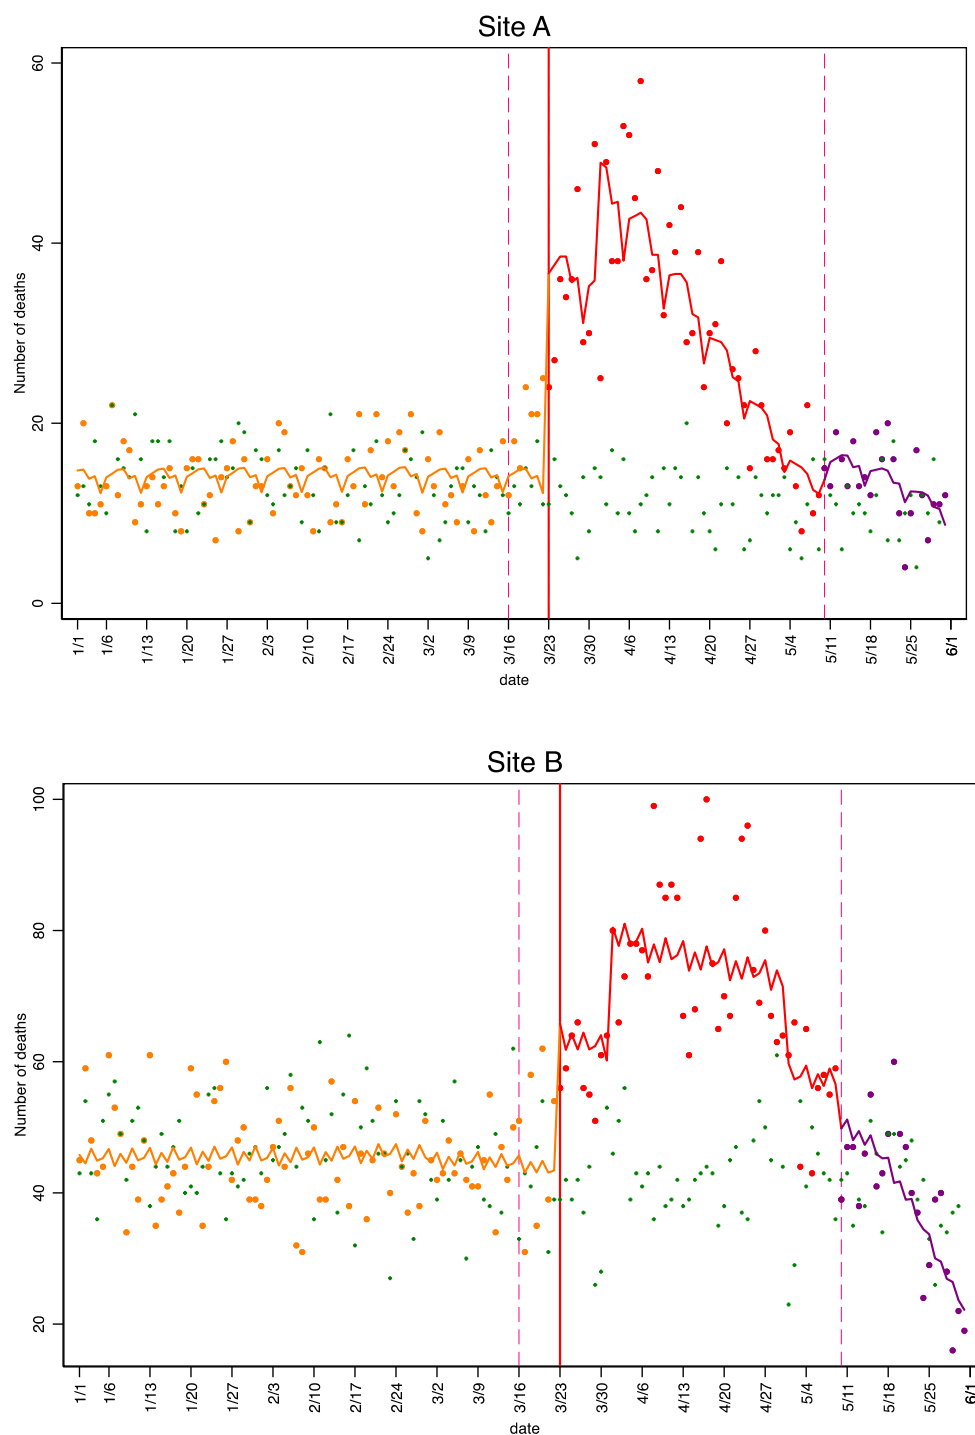 Site A
Number of deaths
60
40
20
0
1/1 1/6 1/13 1/20 1/27 2/3 2/10 2/17 2/24 3/2 3/9 3/16 3/23 3/30 4/6 4/13 4/20 4/27 5/4 5/11 5/18 5/25 6/1
date
Site B
Number of deaths
100
80
60
40
20
1/1 1/6 1/13 1/20 1/27 2/3 2/10 2/17 2/24 3/2 3/9 3/16 3/23 3/30 4/6 4/13 4/20 4/27 5/4 5/11 5/18 5/25 6/1
date